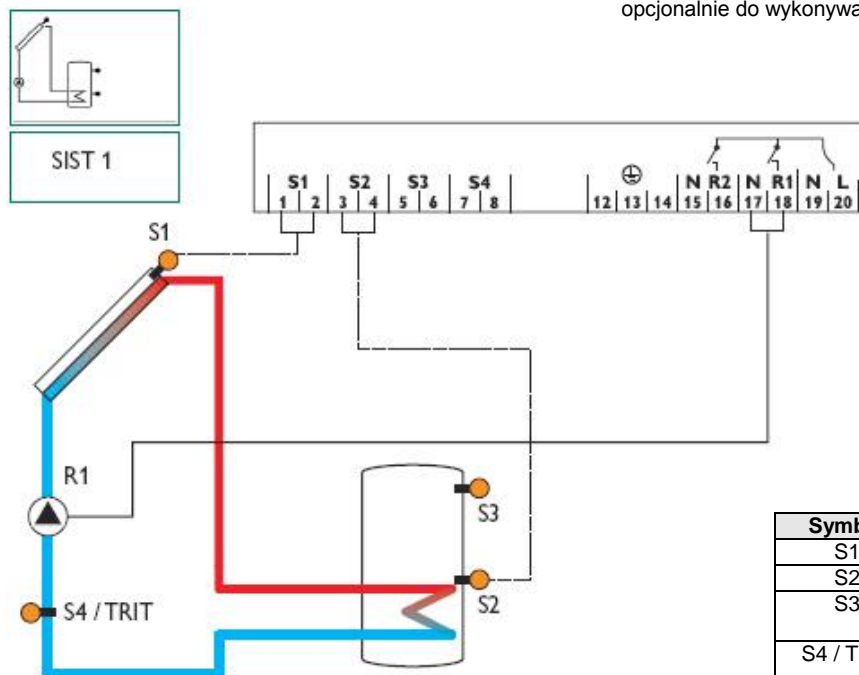 opcjonalnie do wykonywa
SIST 1
S1 S2 S3 S4 N R2 N R1 N L
1 2 3 4 5 6 7 8 12 13 14 15 16 17 18 19 20
S1
R1
S3
S2
S4 / TRIT
Symb
S1
S2
S3
S4 / T